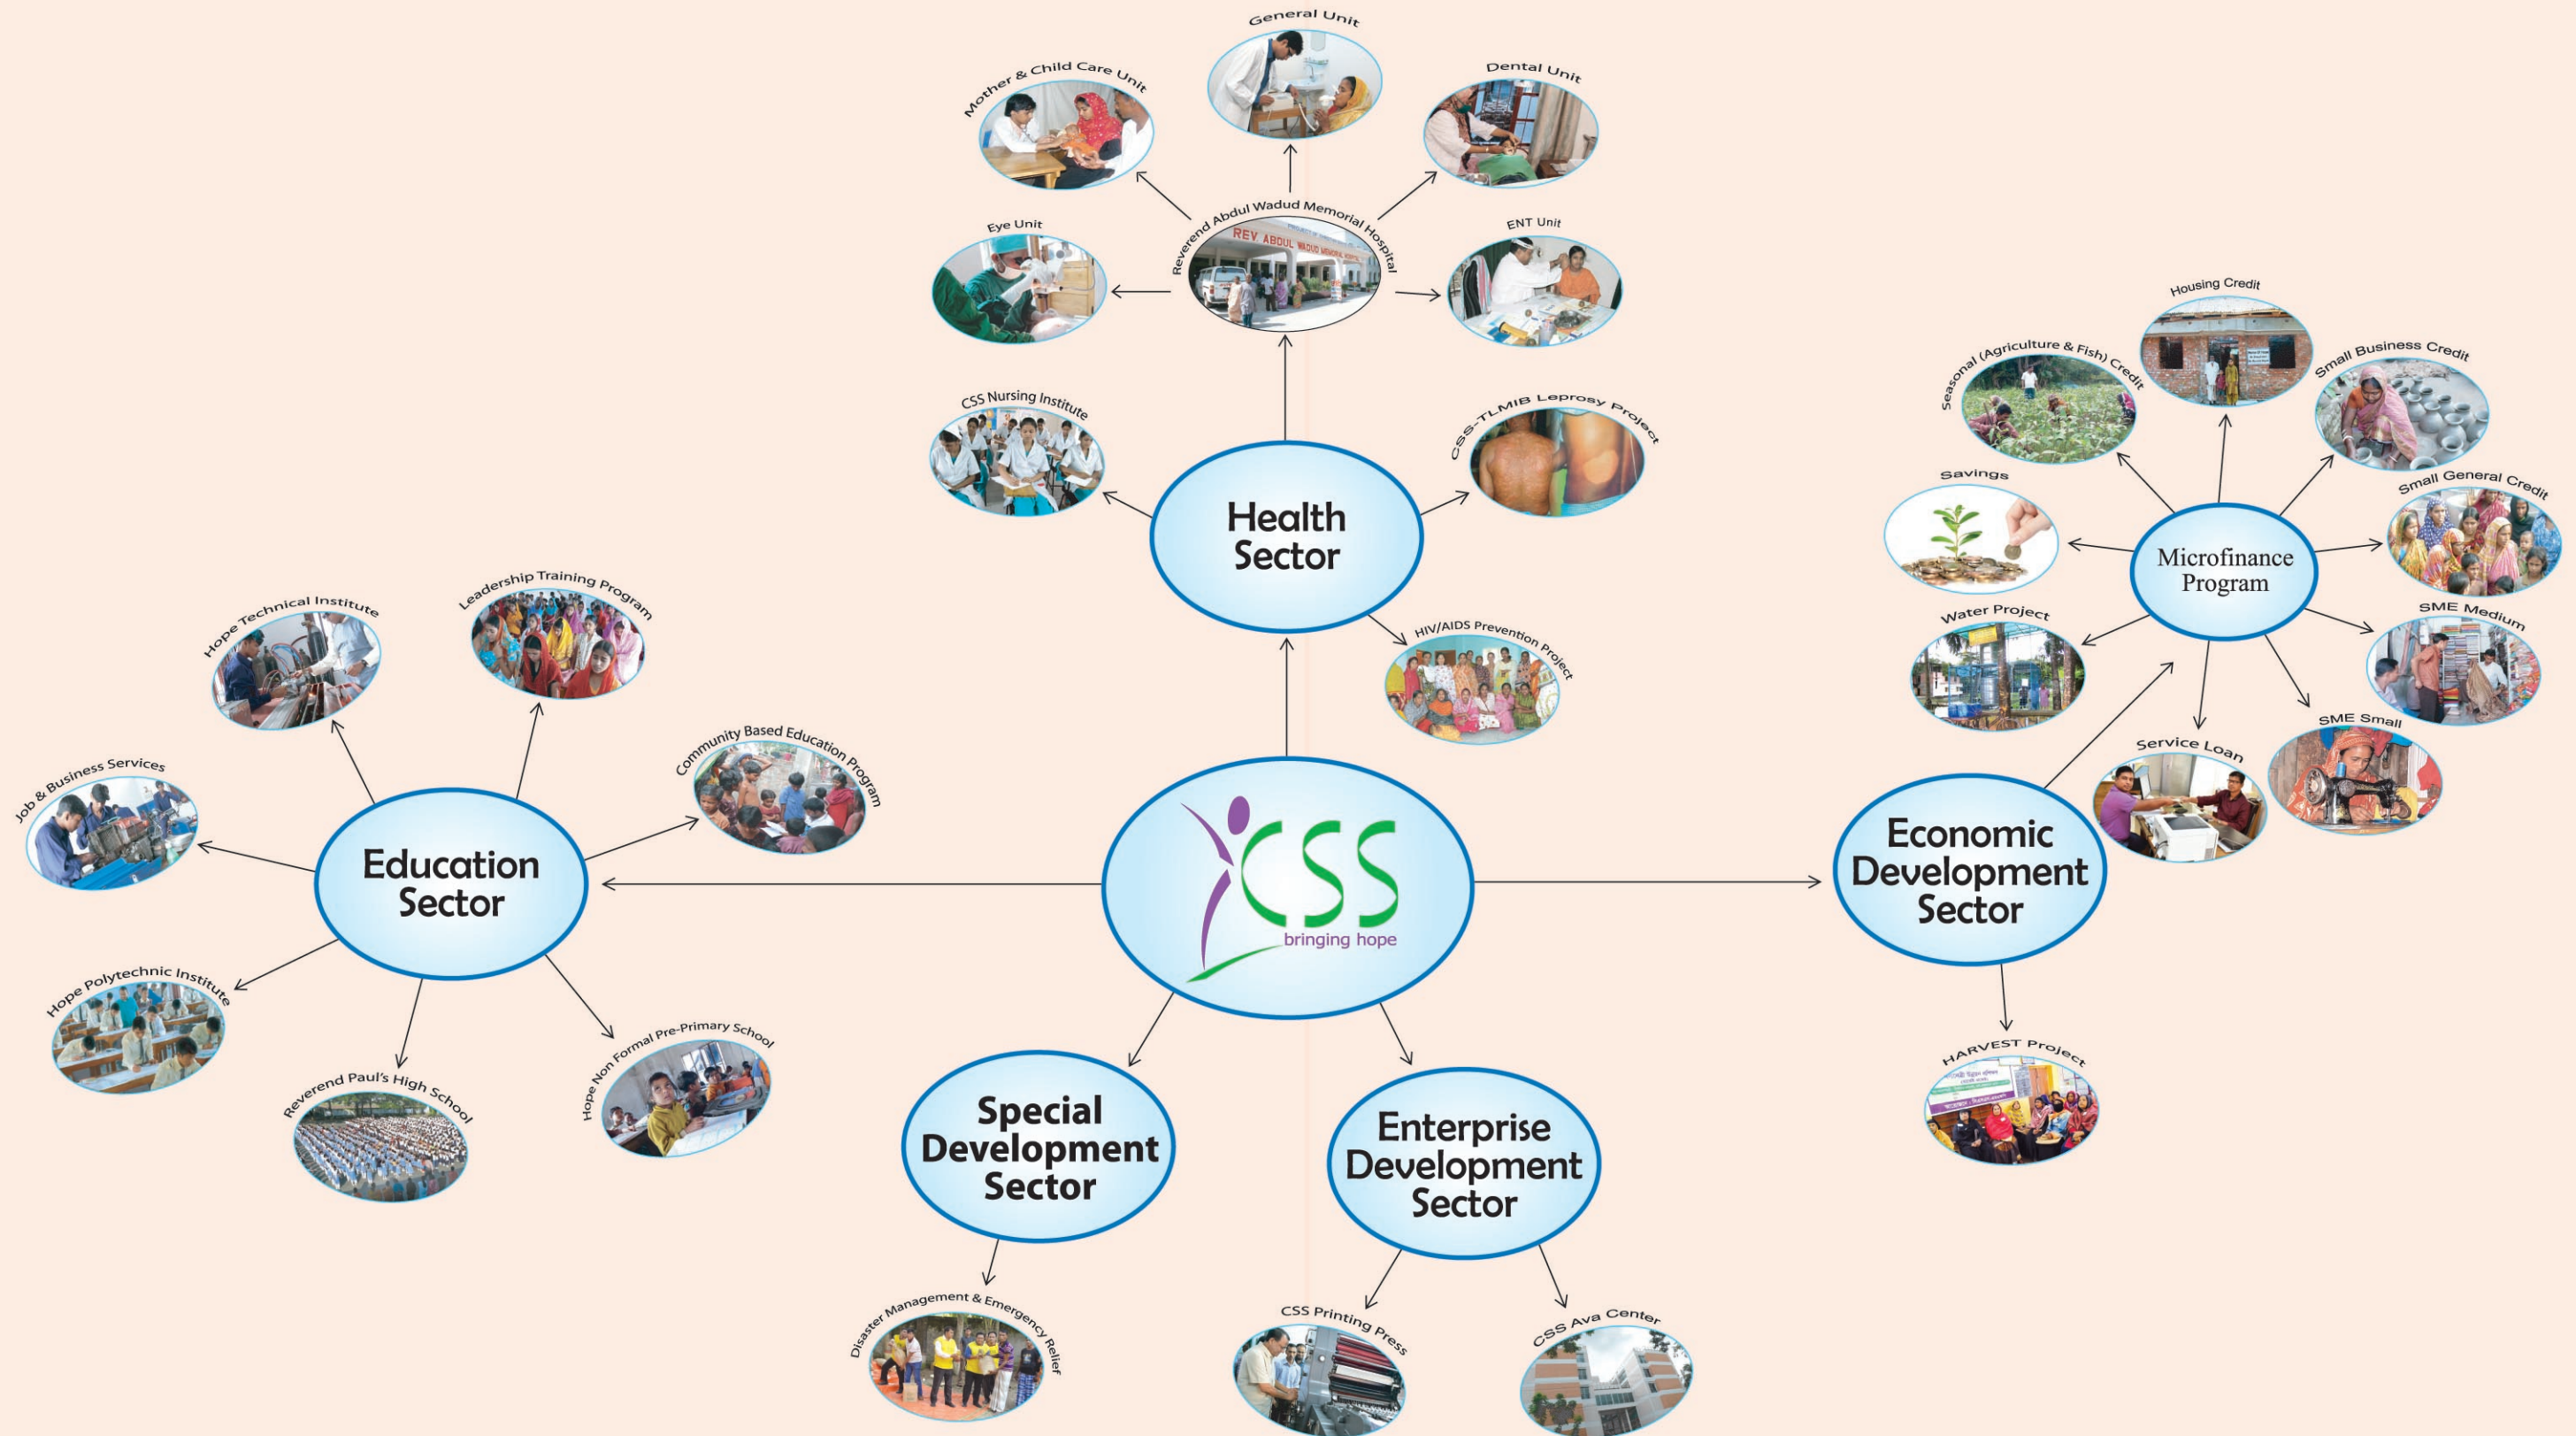 General Unit
Mother & Child Care Unit
Dental Unit
Eye Unit
Reverend Abdul Wadud Memorial Hospital
REV. ABDUL WADUD MEMORIAL HOSPITAL
ENT Unit
CSS Nursing Institute
CSS-TLMIB Leprosy Project
Health
Sector
HIV/AIDS Prevention Project
Housing Credit
Seasonal (Agriculture & Fish) Credit
Small Business Credit
Savings
Small General Credit
Microfinance
Program
Water Project
SME Medium
Service Loan
SME Small
Leadership Training Program
Hope Technical Institute
Community Based Education Program
Job & Business Services
Education
Sector
CSS
bringing hope
Economic
Development
Sector
Hope Polytechnic Institute
Reverend Paul's High School
Hope Non Formal Pre-Primary School
HARVEST Project
Special
Development
Sector
Enterprise
Development
Sector
Disaster Management & Emergency Relief
CSS Printing Press
CSS Ava Center